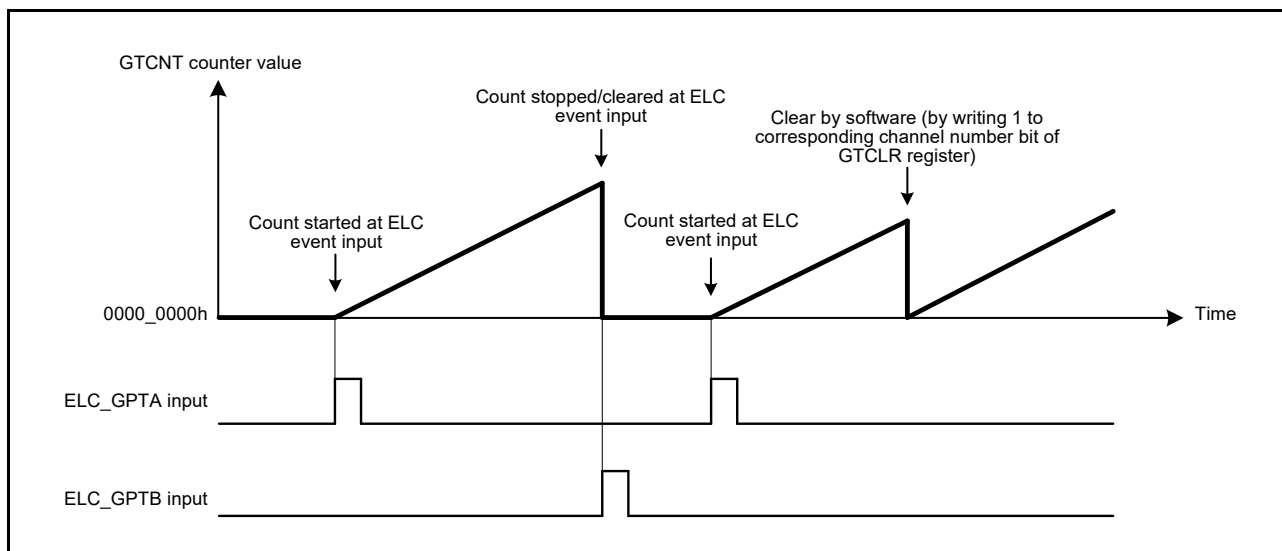 GTCNT counter value
Count stopped/cleared at ELC
event input
Clear by software (by writing 1 to
corresponding channel number bit of
GTCLR register)
Count started at ELC
event input
Count started at ELC
event input
0000_0000h
Time
ELC_GPTA input
ELC_GPTB input